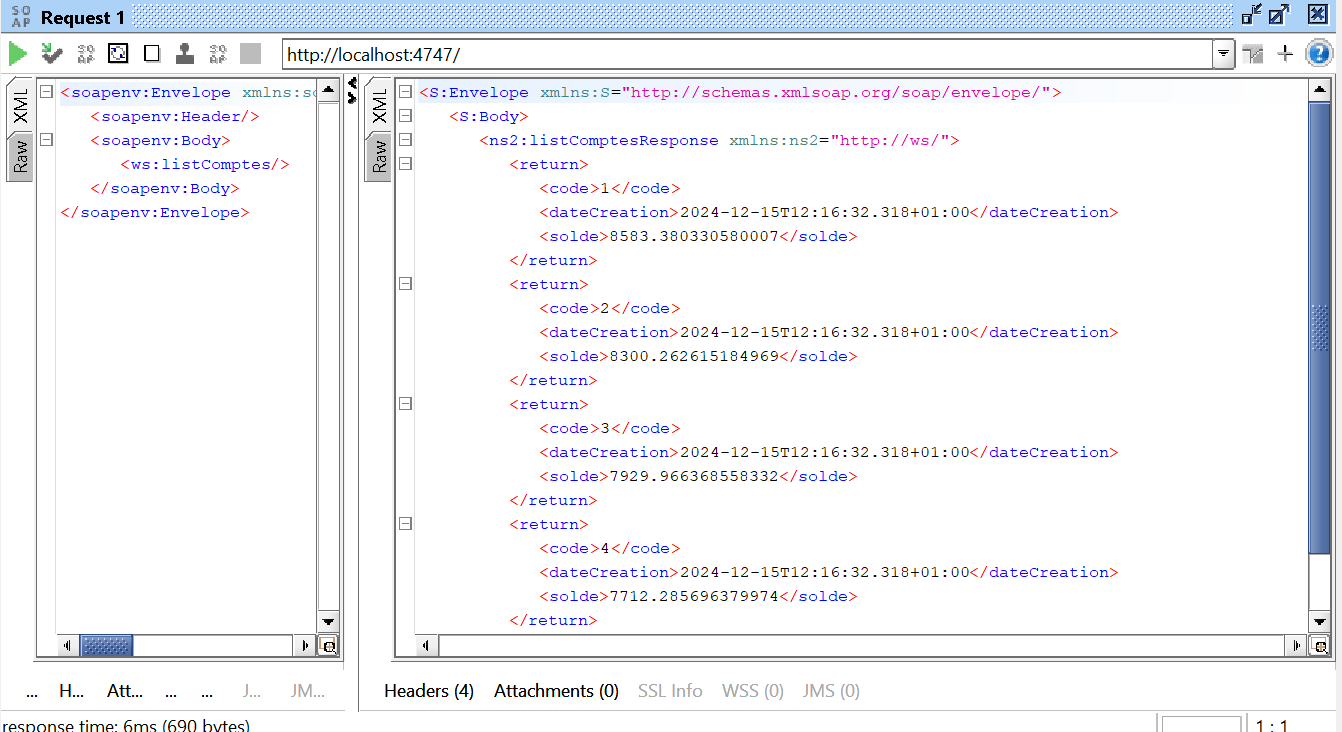 SO AP Request 1
SO AP SO AP http://localhost:4747/
XML
Raw
<soapenv:Envelope xmlns:so
<soapenv:Header/>
<soapenv:Body>
<ws:listComptes/>
</soapenv:Body>
</soapenv:Envelope>
XML
Raw
<S:Envelope xmlns:S="http://schemas.xmlsoap.org/soap/envelope/">
<S:Body>
<ns2:listComptesResponse xmlns:ns2="http://ws/">
<return>
<code>1</code>
<dateCreation>2024-12-15T12:16:32.318+01:00</dateCreation>
<solde>8583.380330580007</solde>
</return>
<return>
<code>2</code>
<dateCreation>2024-12-15T12:16:32.318+01:00</dateCreation>
<solde>8300.262615184969</solde>
</return>
<return>
<code>3</code>
<dateCreation>2024-12-15T12:16:32.318+01:00</dateCreation>
<solde>7929.966368558332</solde>
</return>
<return>
<code>4</code>
<dateCreation>2024-12-15T12:16:32.318+01:00</dateCreation>
<solde>7712.285696379974</solde>
</return>
... H... Att... ... ... J... JM...
Headers (4) Attachments (0) SSL Info WSS (0) JMS (0)
response time: 6ms (690 bytes)
1 : 1